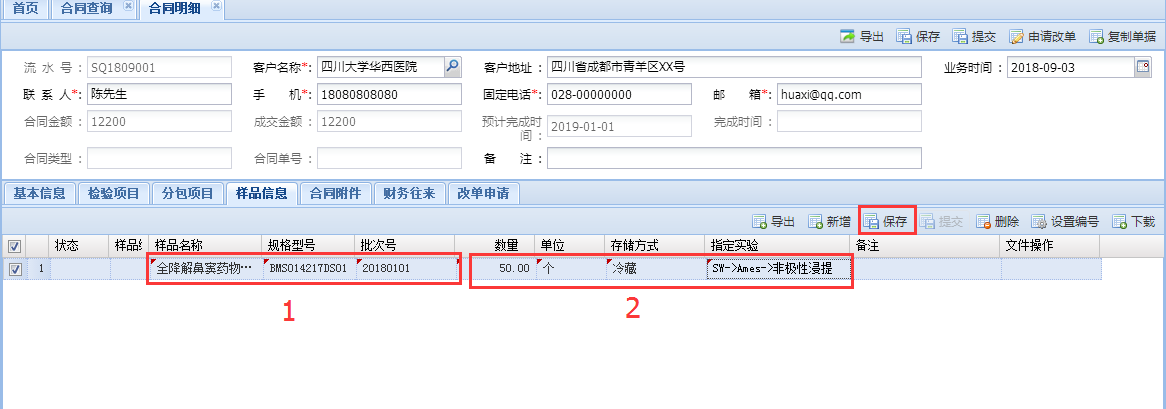 首页 合同查询 合同明细
导出 保存 提交 申请改单 复制单据
流 水 号： SQ1809001 客户名称*: 四川大学华西医院 客户地址： 四川省成都市青羊区XX号 业务时间： 2018-09-03
联 系 人*: 陈先生 手 机*: 18080808080 固定电话*: 028-00000000 邮 箱*: huaxi@qq.com
合同金额： 12200 成交金额： 12200 预计完成时间： 2019-01-01 完成时间：
合同类型： 合同单号： 备 注：
基本信息 检验项目 分包项目 样品信息 合同附件 财务往来 改单申请
导出 新增 保存 提交 删除 设置编号 下载
状态 样品 样品名称 规格型号 批次号 数量 单位 存储方式 指定实验 备注 文件操作
1 全降解鼻窦药物… BMS014217DS01 20180101 50.00 个 冷藏 SW->Ames->非极性浸提
1 2